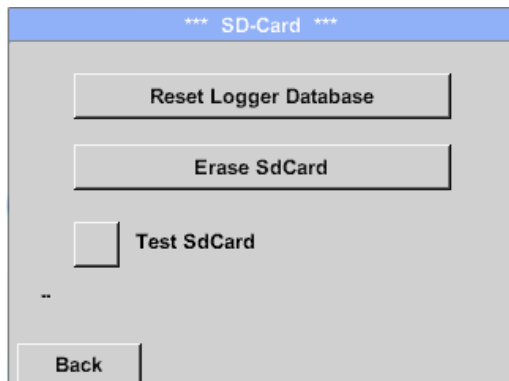 *** SD-Card ***
Reset Logger Database
Erase SdCard
Test SdCard
--
Back